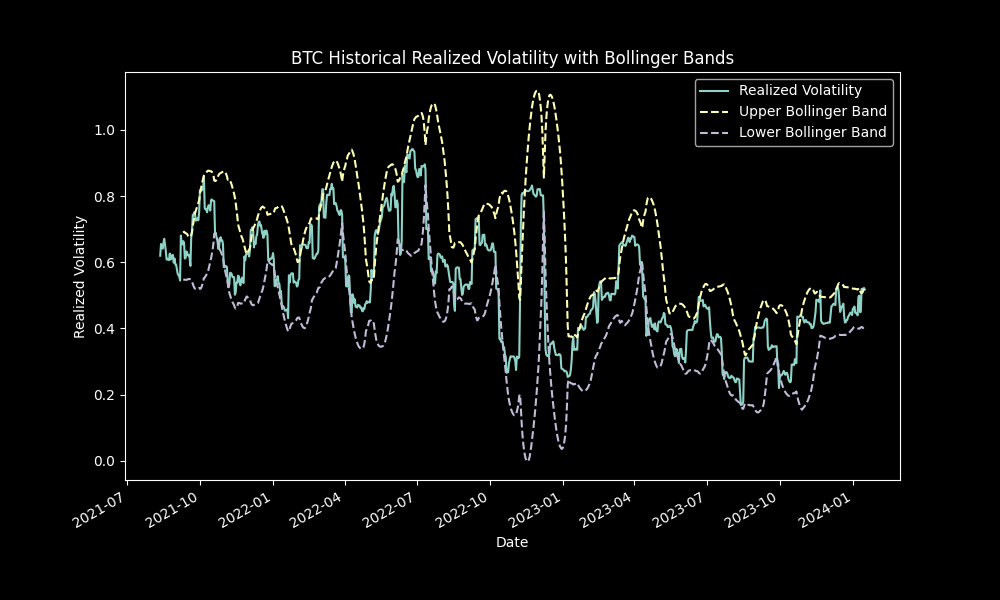 BTC Historical Realized Volatility with Bollinger Bands
Realized Volatility
Upper Bollinger Band
Lower Bollinger Band
Realized Volatility
1.0
0.8
0.6
0.4
0.2
0.0
2021-07
2021-10
2022-01
2022-04
2022-07
2022-10
2023-01
2023-04
2023-07
2023-10
2024-01
Date